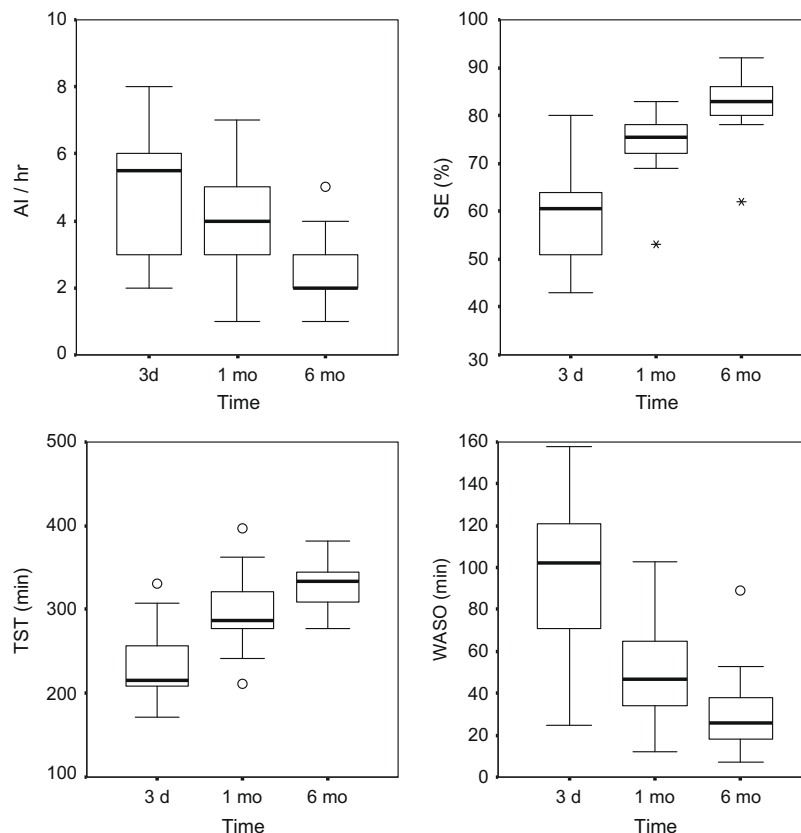 10
8
6
4
2
0
AI / hr
3d 1 mo 6 mo
Time
100
90
80
70
60
50
40
30
SE (%)
3 d 1 mo 6 mo
Time
500
400
300
200
100
TST (min)
3 d 1 mo 6 mo
Time
160
140
120
100
80
60
40
20
0
WASO (min)
3 d 1 mo 6 mo
Time